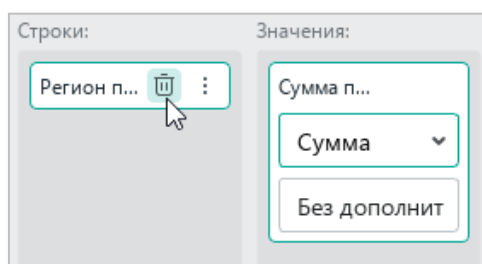 Строки: Значения:
Регион п... Сумма п...
Сумма
Без дополнит